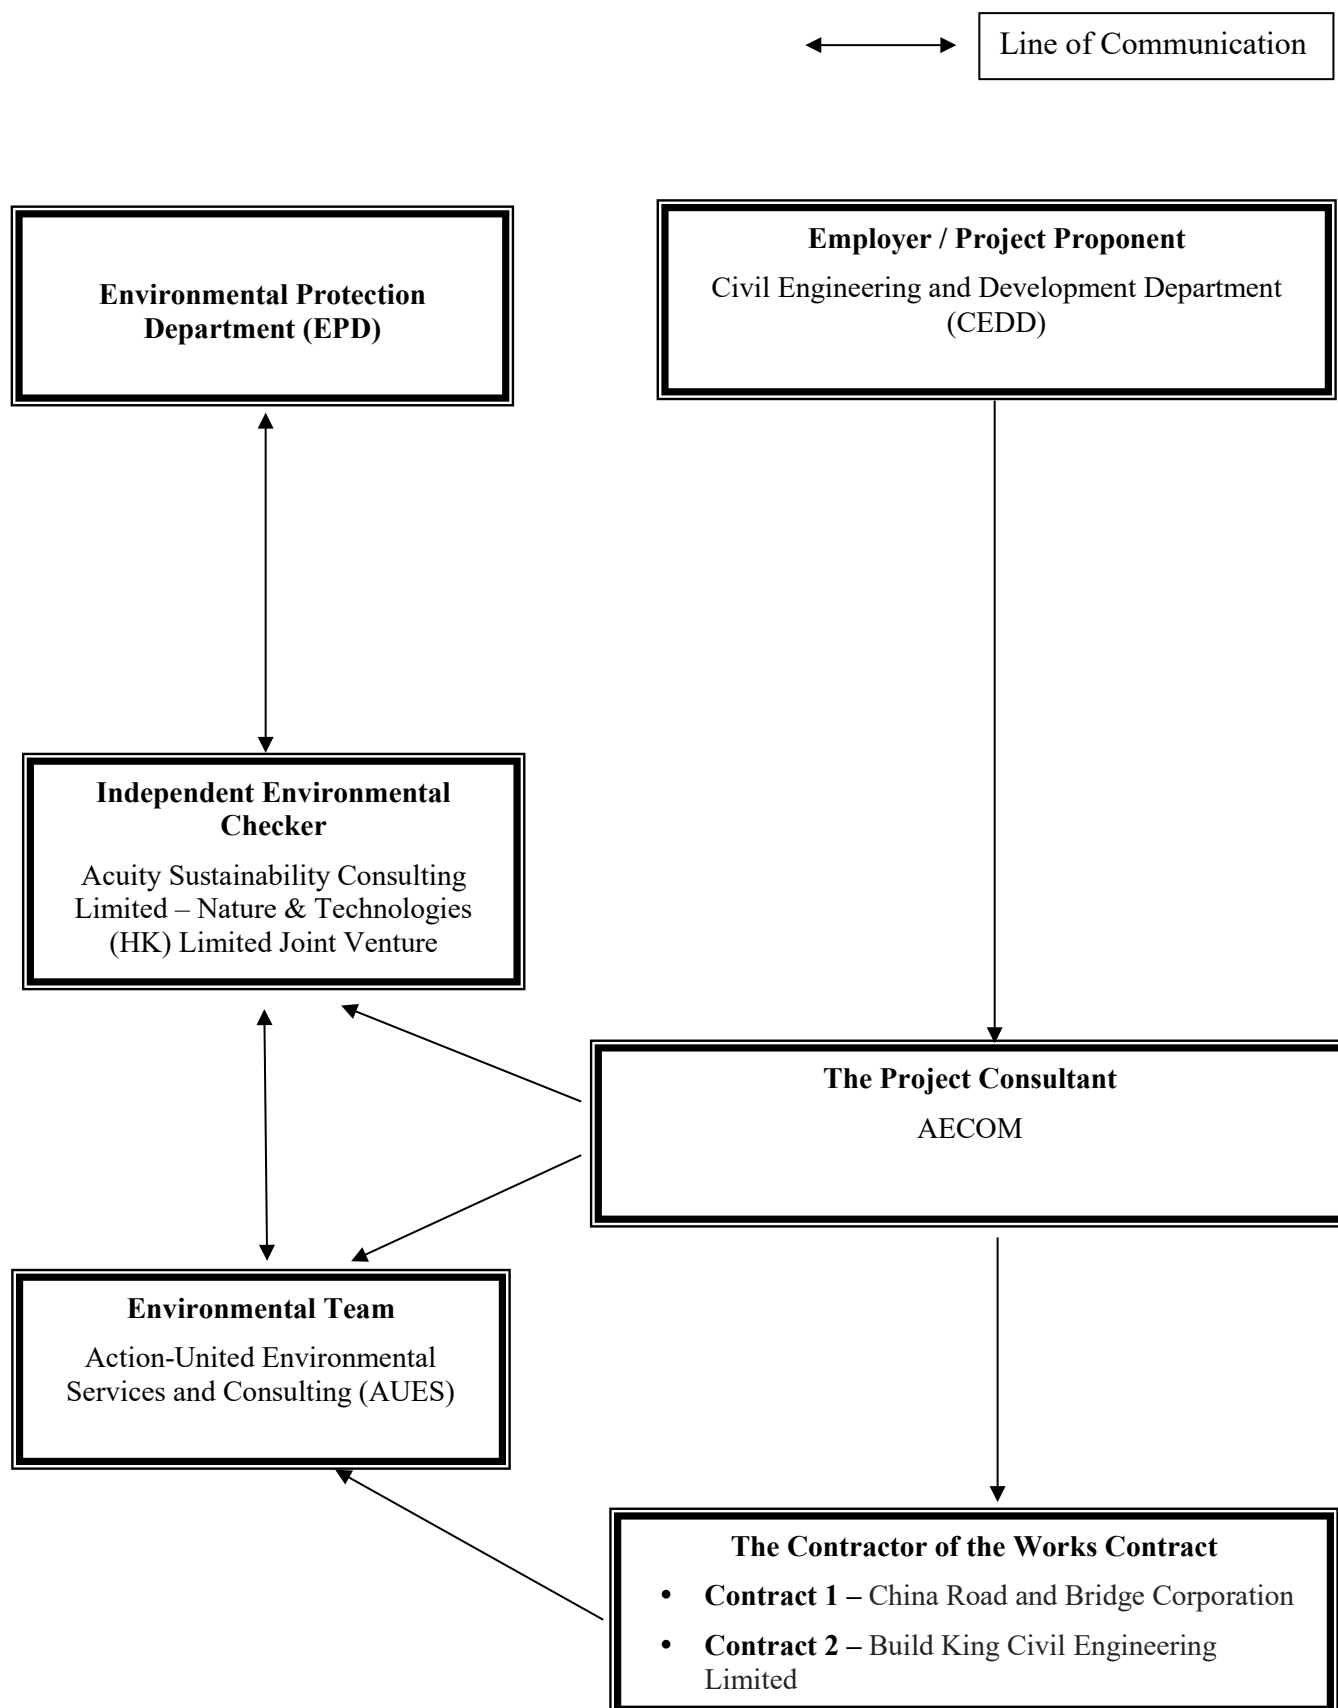 Line of Communication
Environmental Protection
Department (EPD)
Employer / Project Proponent
Civil Engineering and Development Department
(CEDD)
Independent Environmental
Checker
Acuity Sustainability Consulting
Limited – Nature & Technologies
(HK) Limited Joint Venture
The Project Consultant
AECOM
Environmental Team
Action-United Environmental
Services and Consulting (AUES)
The Contractor of the Works Contract
• Contract 1 – China Road and Bridge Corporation
• Contract 2 – Build King Civil Engineering
Limited